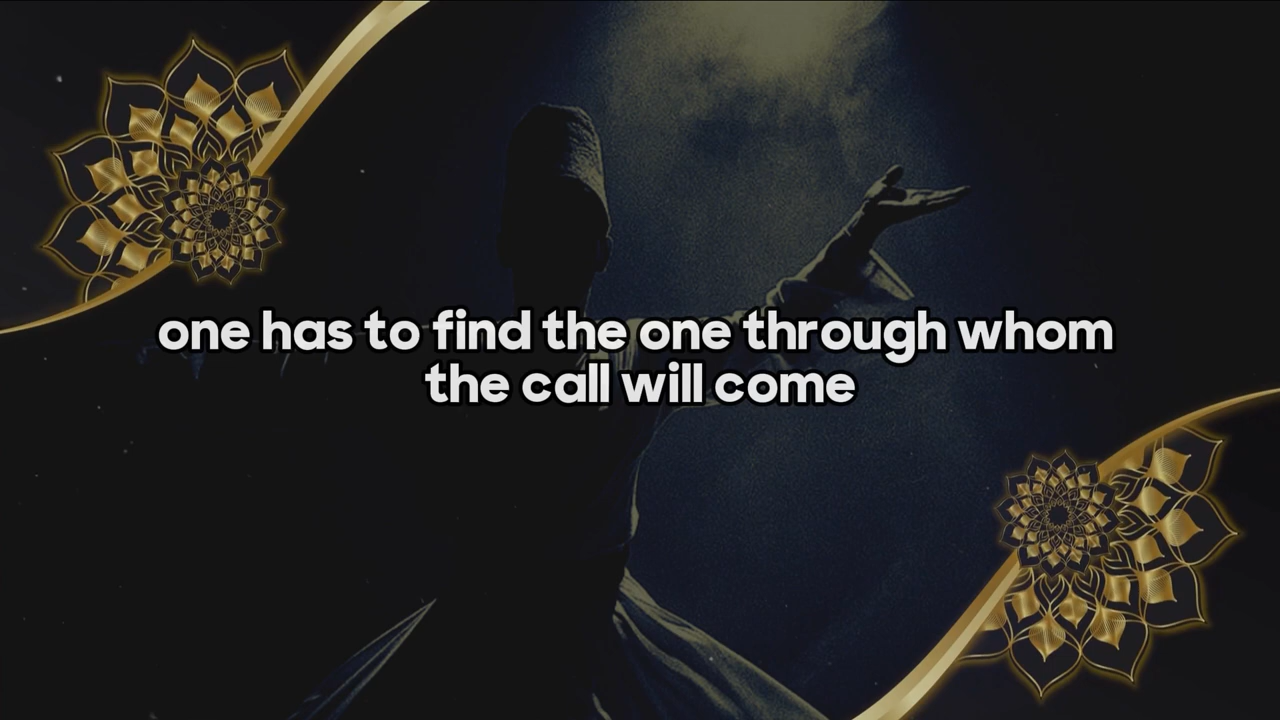 one has to find the one through whom
the call will come